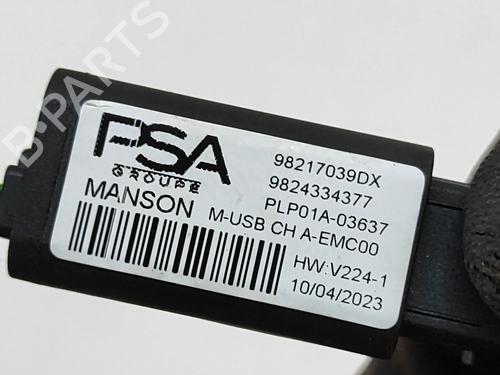 PSA
GROUPE
MANSON
98217039DX
9824334377
PLP01A-03637
M-USB CH A-EMC00
HW:V224-1
10/04/2023
B-PARTS